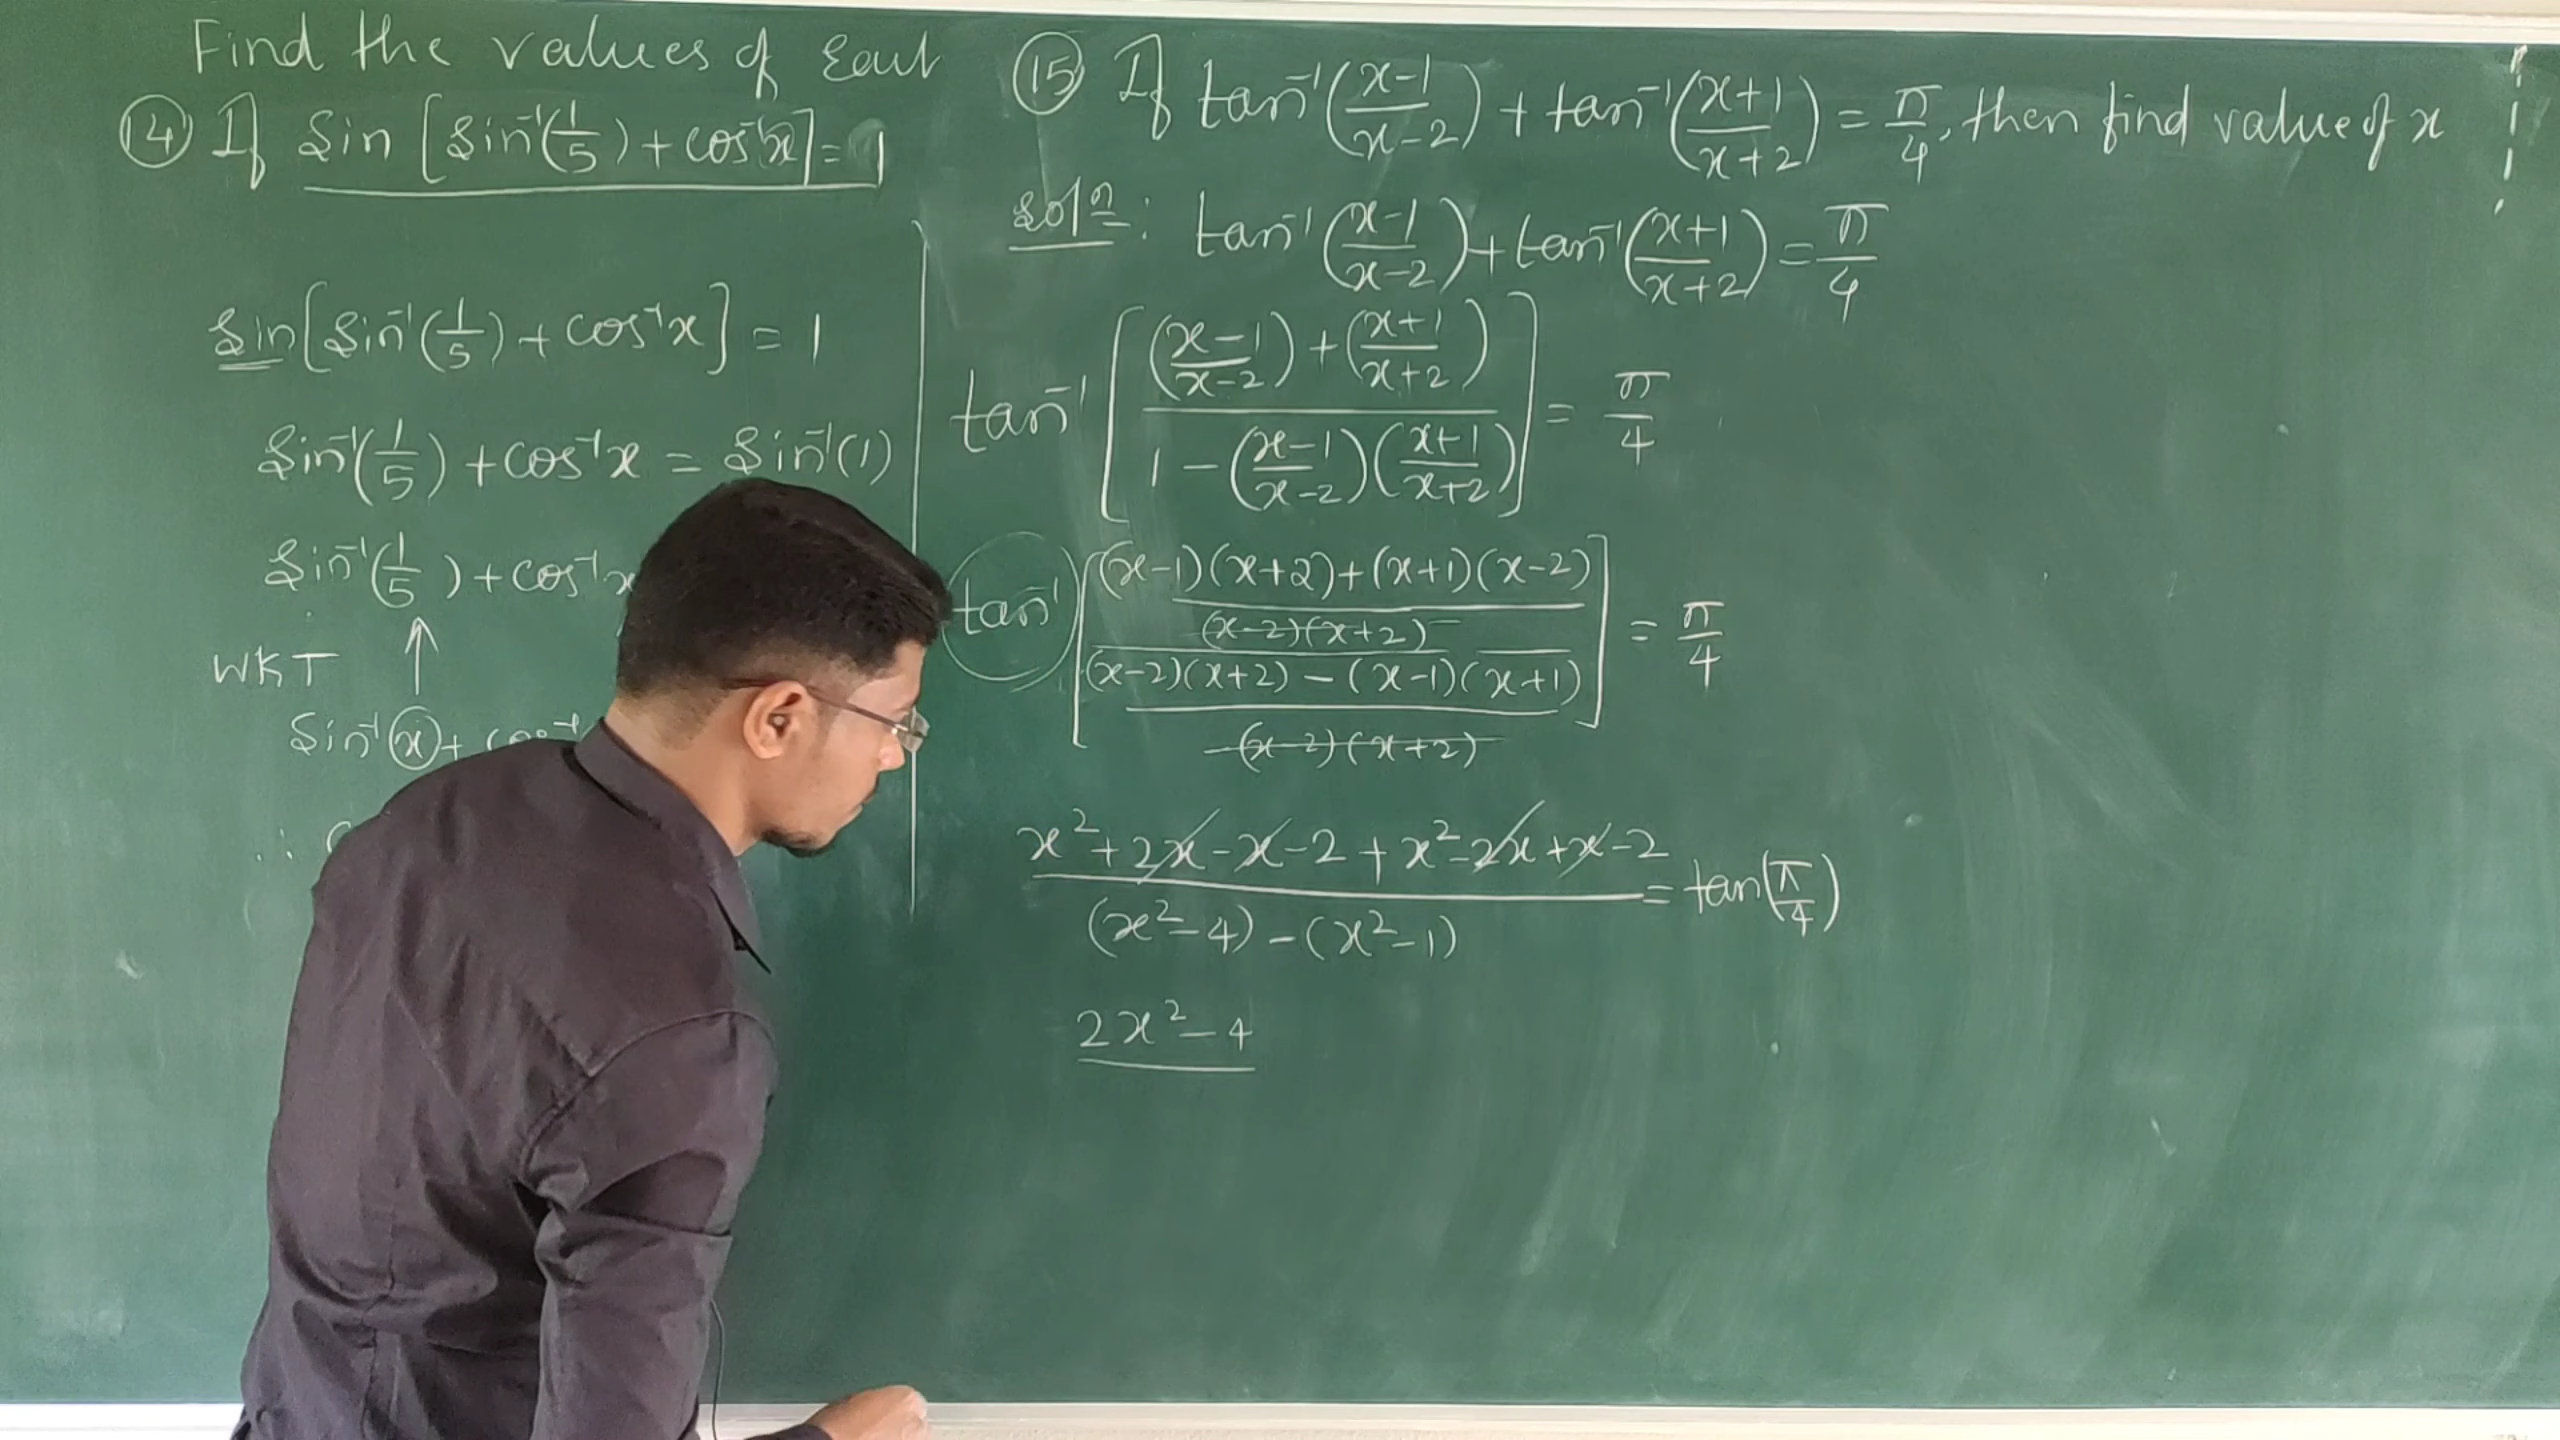 Find the values of Each
⑭ If Sin [Sin⁻¹(1/5) + cos⁻¹x] = 1
Sin[Sin⁻¹(1/5) + cos⁻¹x] = 1
Sin⁻¹(1/5) + cos⁻¹x = Sin⁻¹(1)
Sin⁻¹(1/5) + cos⁻¹x
WKT ↑
Sin⁻¹(x) + cos⁻¹
∴
⑮ If tan⁻¹((x-1)/(x-2)) + tan⁻¹((x+1)/(x+2)) = π/4, then find value of x
Solⁿ: tan⁻¹((x-1)/(x-2)) + tan⁻¹((x+1)/(x+2)) = π/4
tan⁻¹[(((x-1)/(x-2)) + ((x+1)/(x+2)))/(1 - ((x-1)/(x-2))((x+1)/(x+2)))] = π/4
tan⁻¹[(((x-1)(x+2)+(x+1)(x-2))/((x-2)(x+2)))/(((x-2)(x+2) - (x-1)(x+1))/((x-2)(x+2)))] = π/4
(x²+2x-x-2+x²-2x+x-2)/((x²-4)-(x²-1)) = tan(π/4)
2x²-4